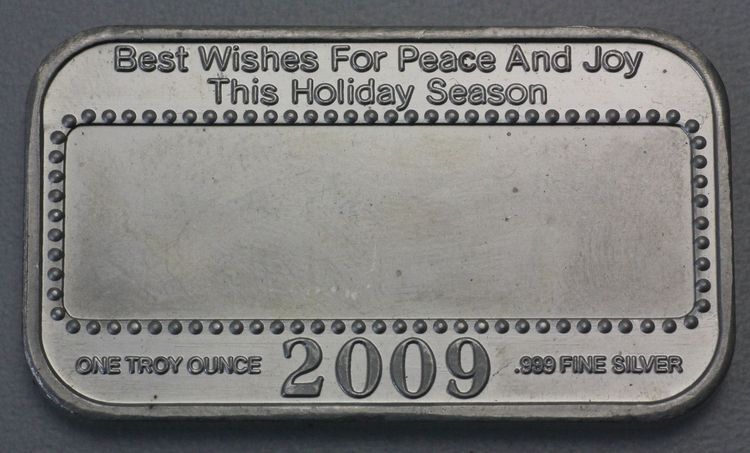 Best Wishes For Peace And Joy
This Holiday Season
ONE TROY OUNCE 2009 .999 FINE SILVER